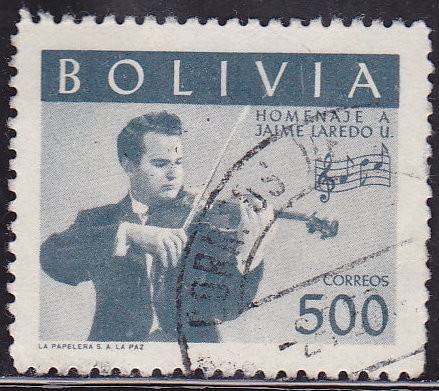 BOLIVIA
HOMENAJE A
JAIME LAREDO U.
CORREOS
500
LA PAPELERA S. A. LA PAZ